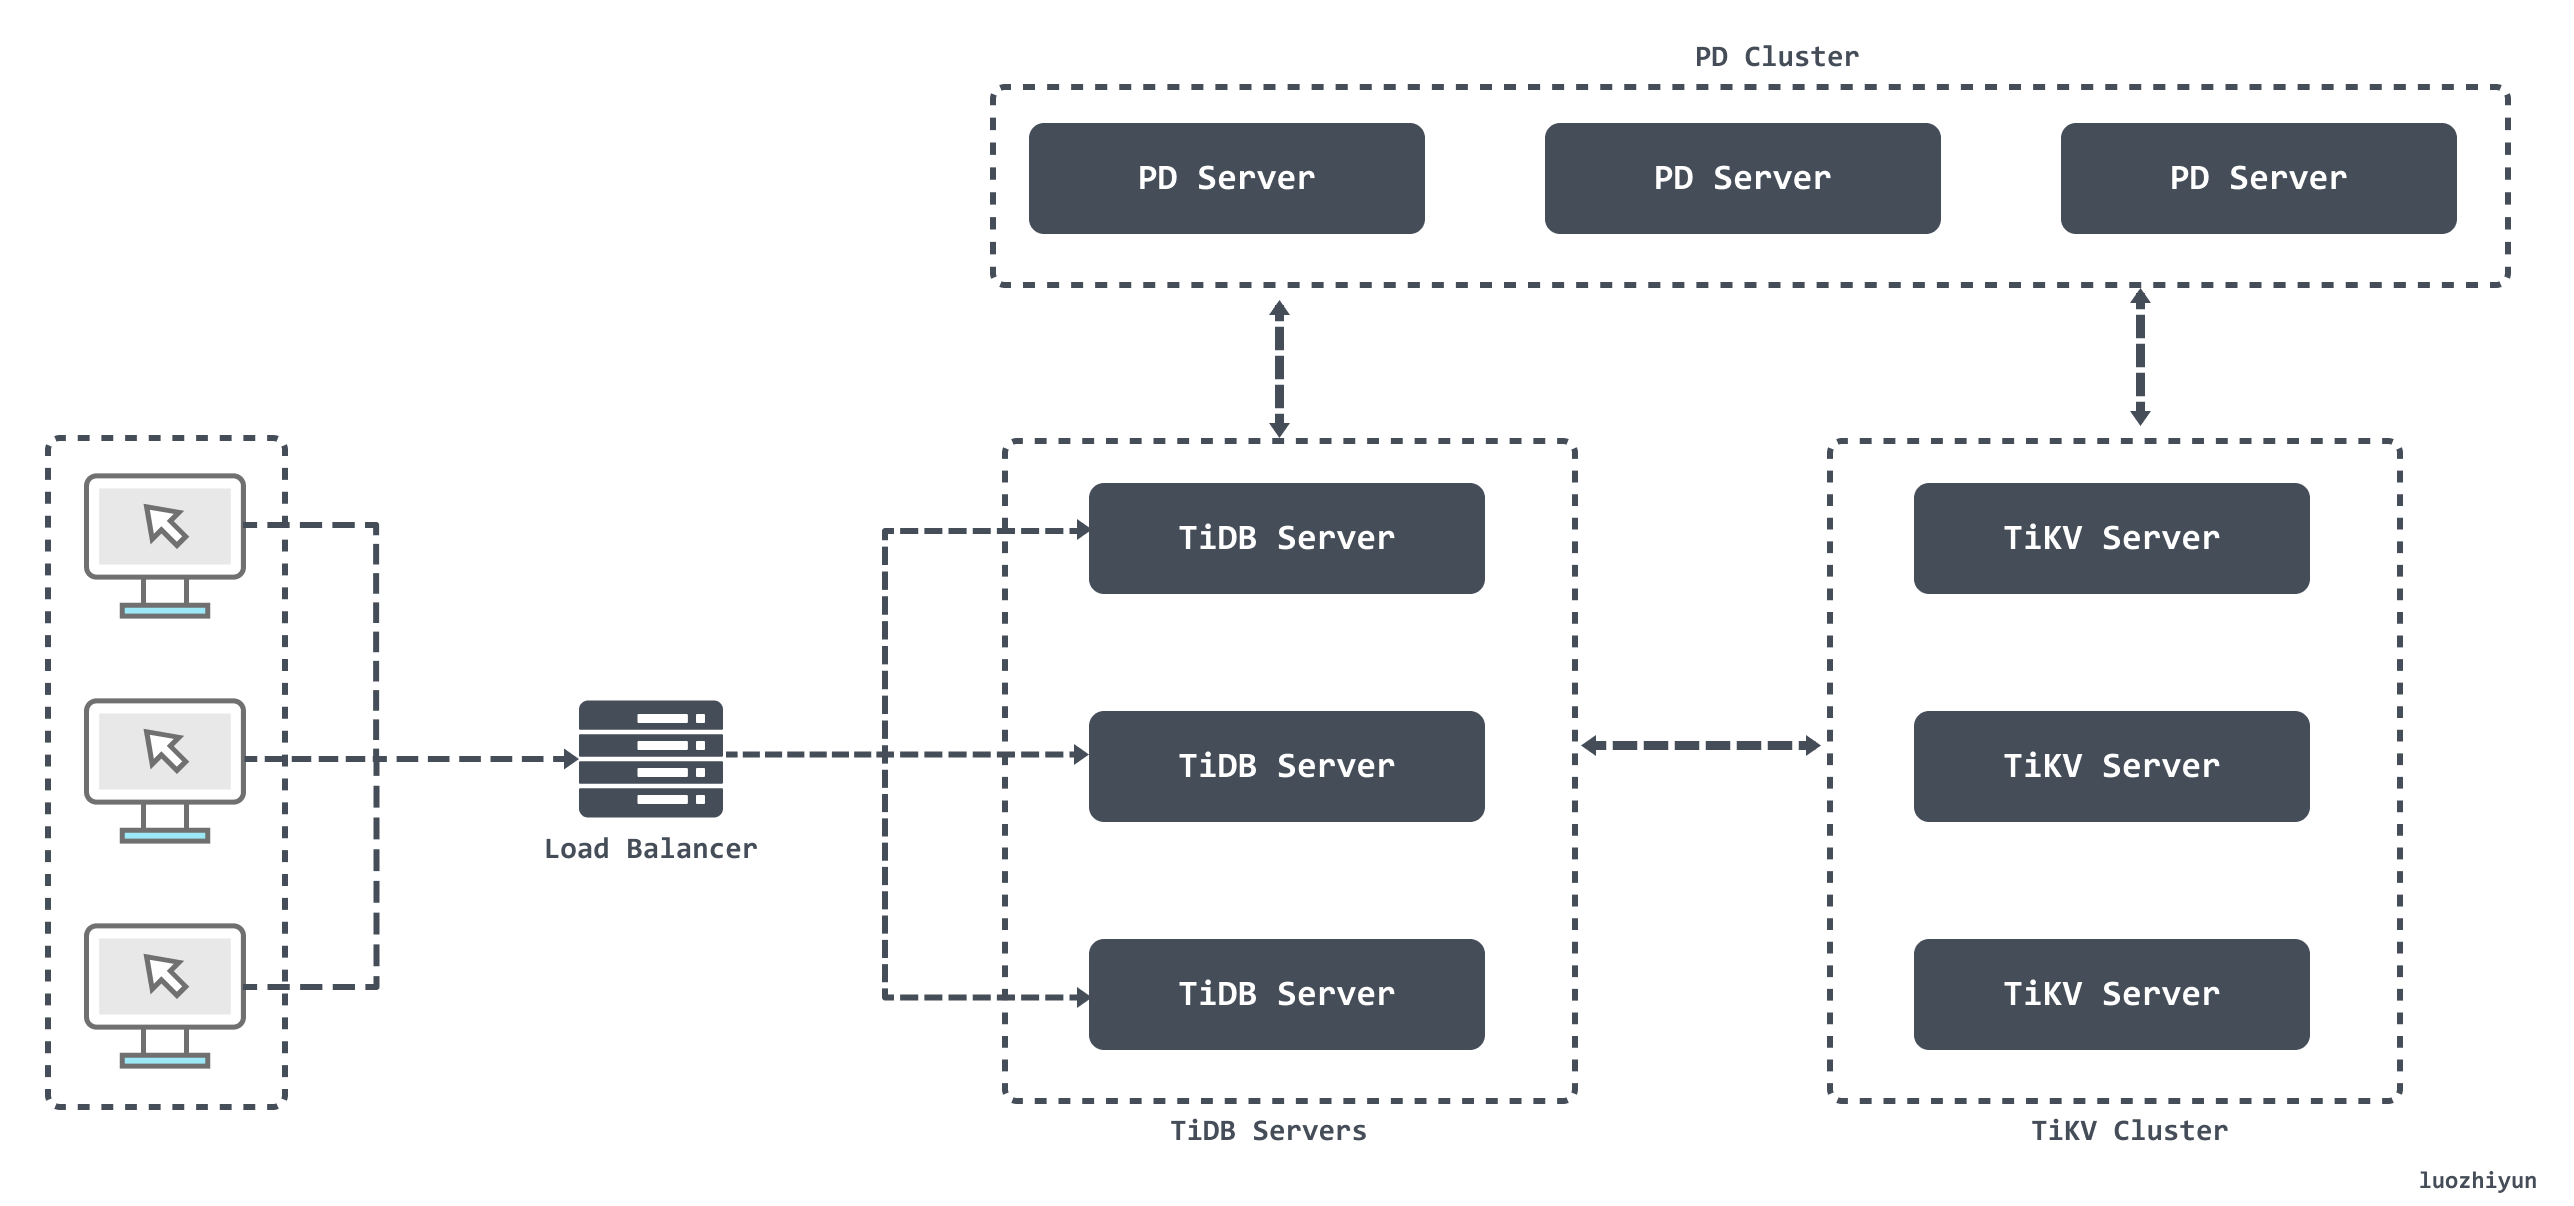 PD Cluster
PD Server
PD Server
PD Server
TiDB Server
TiDB Server
TiDB Server
TiDB Servers
TiKV Server
TiKV Server
TiKV Server
TiKV Cluster
Load Balancer
luozhiyun